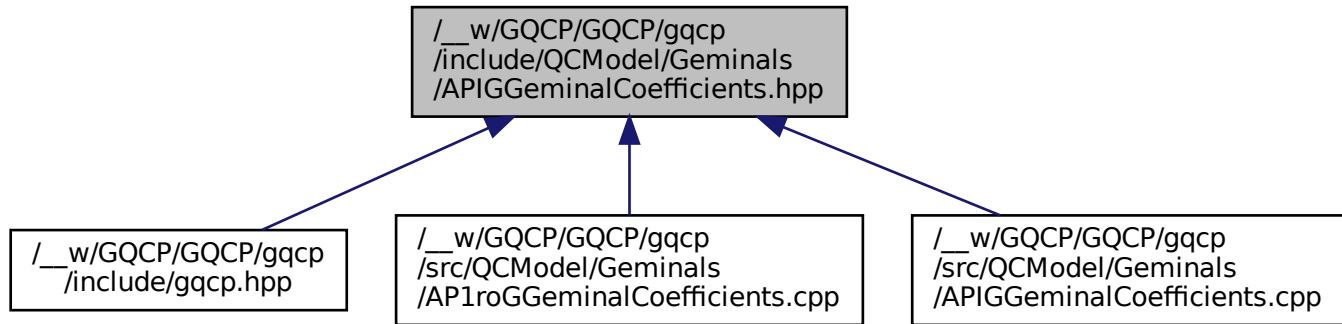 /__w/GQCP/GQCP/gqcp
/include/QCModel/Geminals
/APIGGeminalCoefficients.hpp
/__w/GQCP/GQCP/gqcp
/include/gqcp.hpp
/__w/GQCP/GQCP/gqcp
/src/QCModel/Geminals
/AP1roGGeminalCoefficients.cpp
/__w/GQCP/GQCP/gqcp
/src/QCModel/Geminals
/APIGGeminalCoefficients.cpp